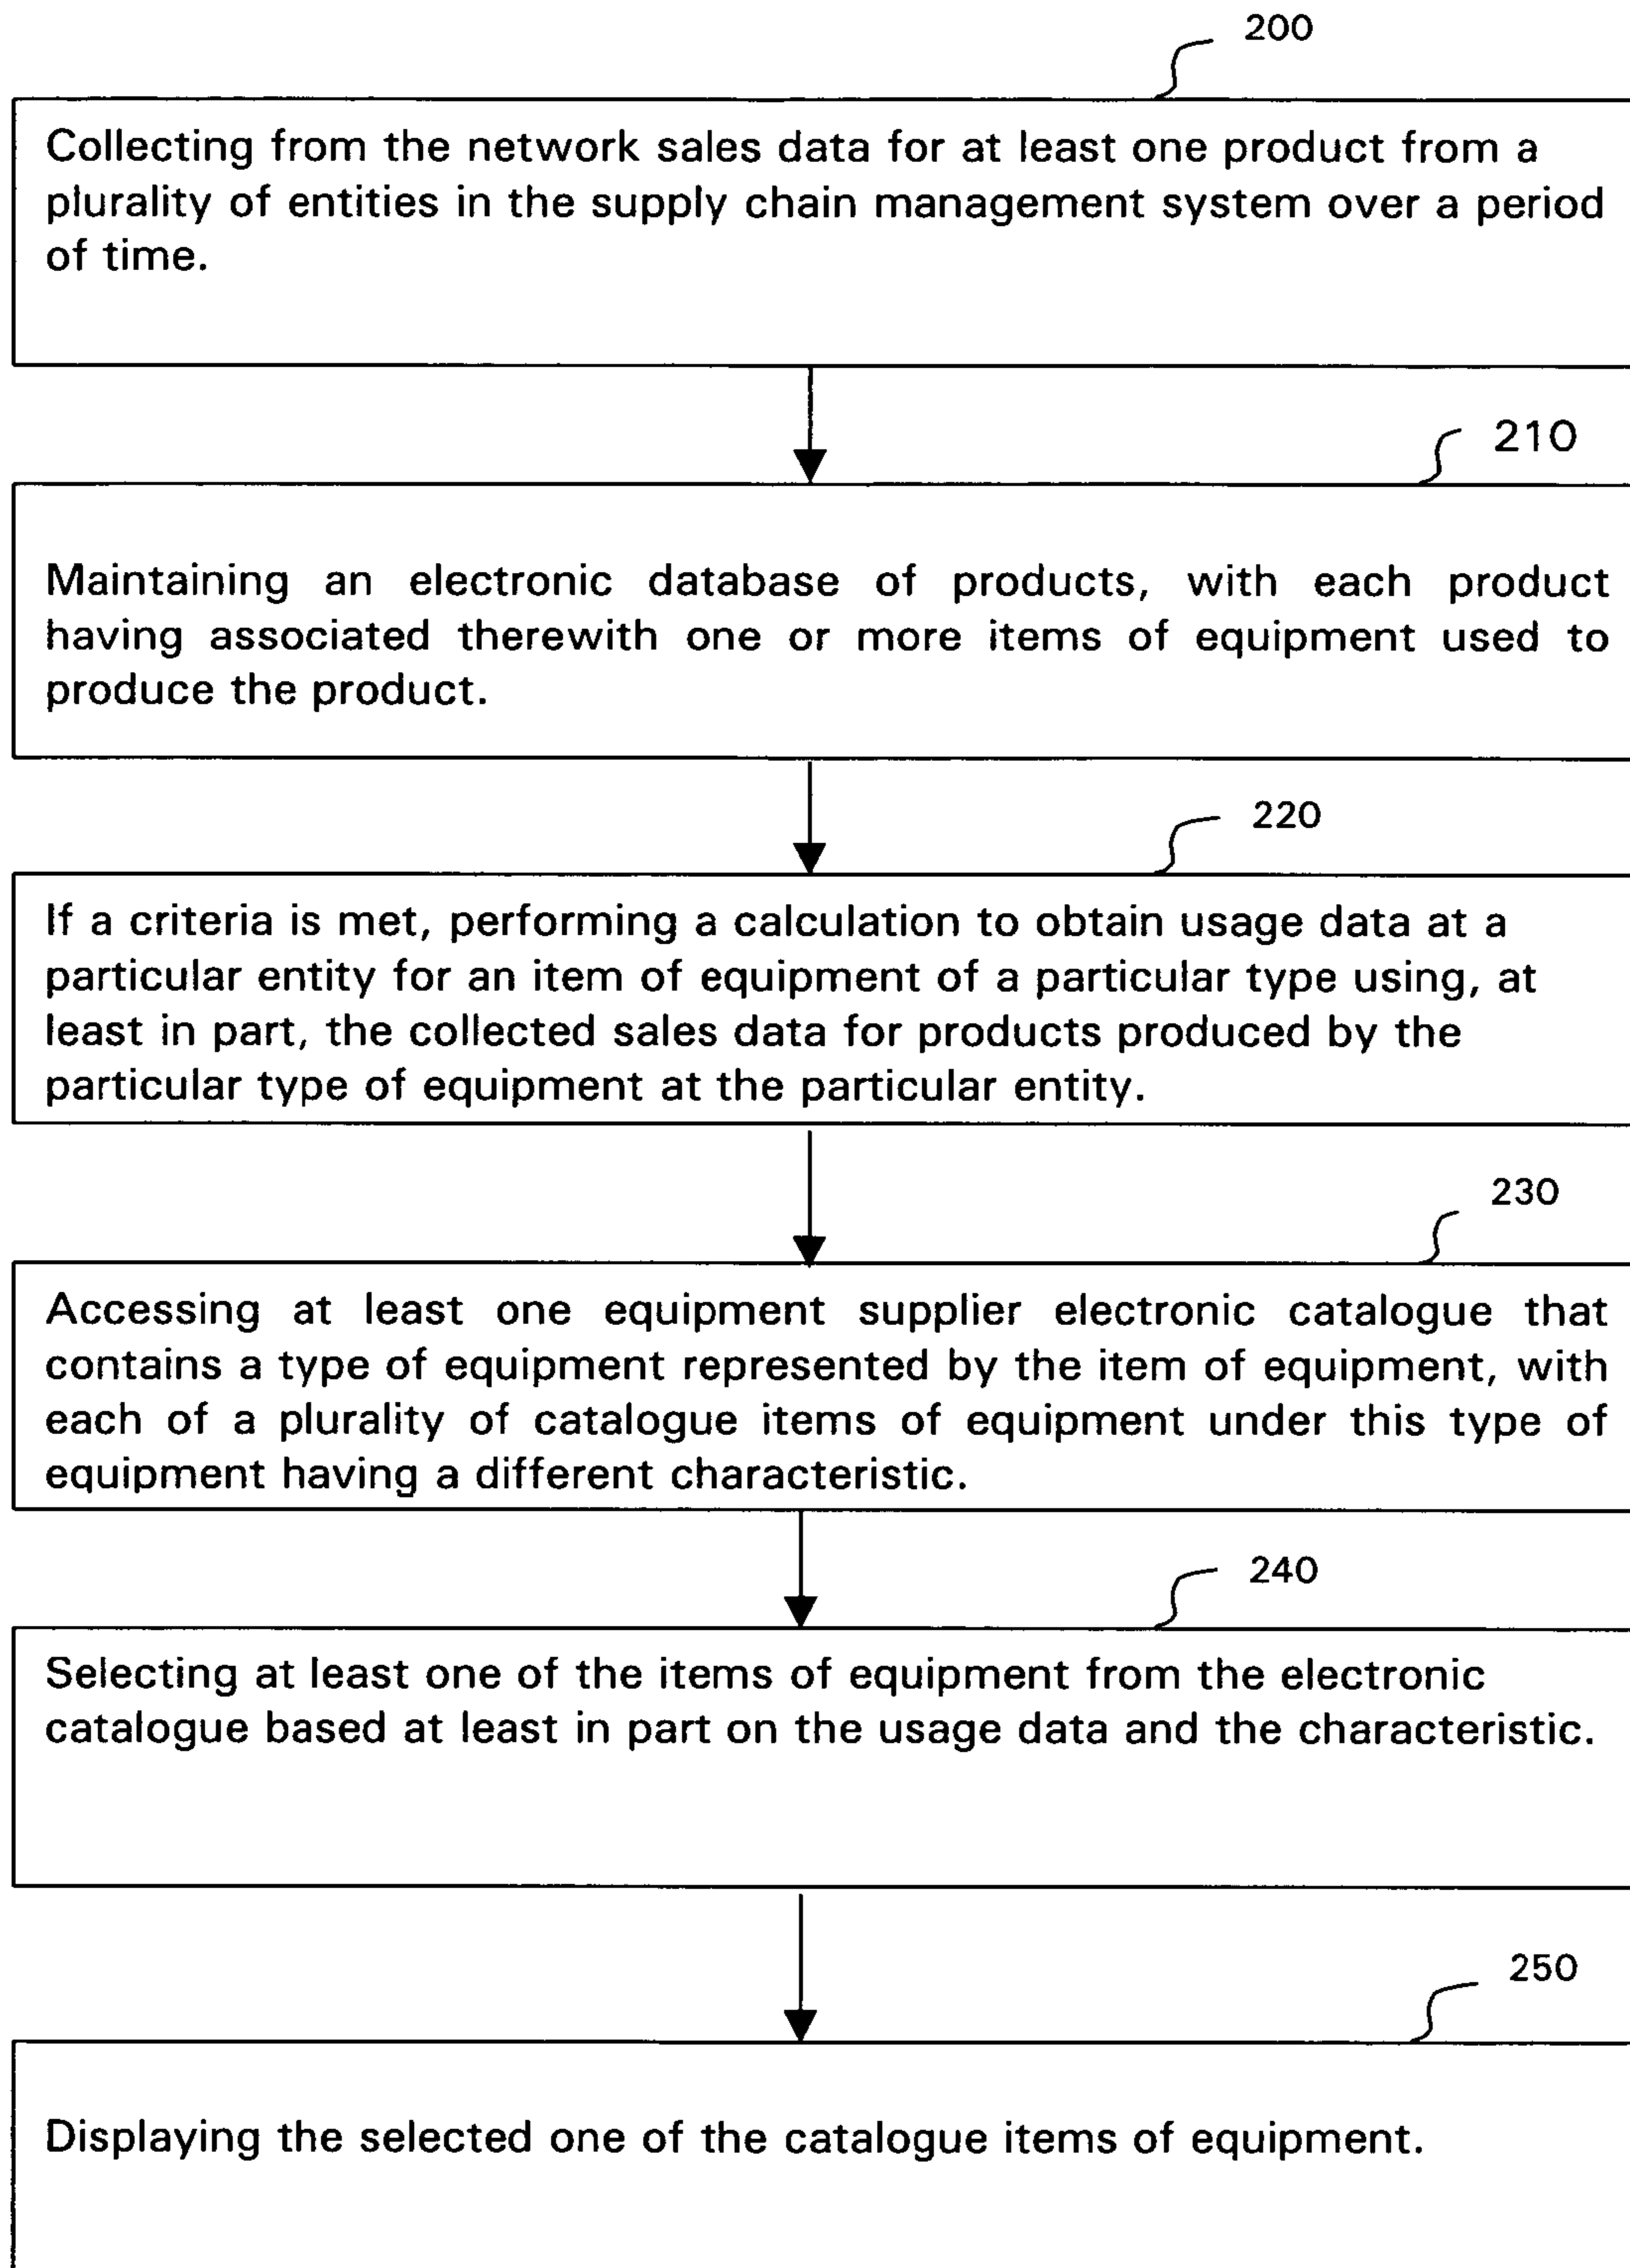 200
Collecting from the network sales data for at least one product from a
plurality of entities in the supply chain management system over a period
of time.
210
Maintaining an electronic database of products, with each product
having associated therewith one or more items of equipment used to
produce the product.
220
If a criteria is met, performing a calculation to obtain usage data at a
particular entity for an item of equipment of a particular type using, at
least in part, the collected sales data for products produced by the
particular type of equipment at the particular entity.
230
Accessing at least one equipment supplier electronic catalogue that
contains a type of equipment represented by the item of equipment, with
each of a plurality of catalogue items of equipment under this type of
equipment having a different characteristic.
240
Selecting at least one of the items of equipment from the electronic
catalogue based at least in part on the usage data and the characteristic.
250
Displaying the selected one of the catalogue items of equipment.